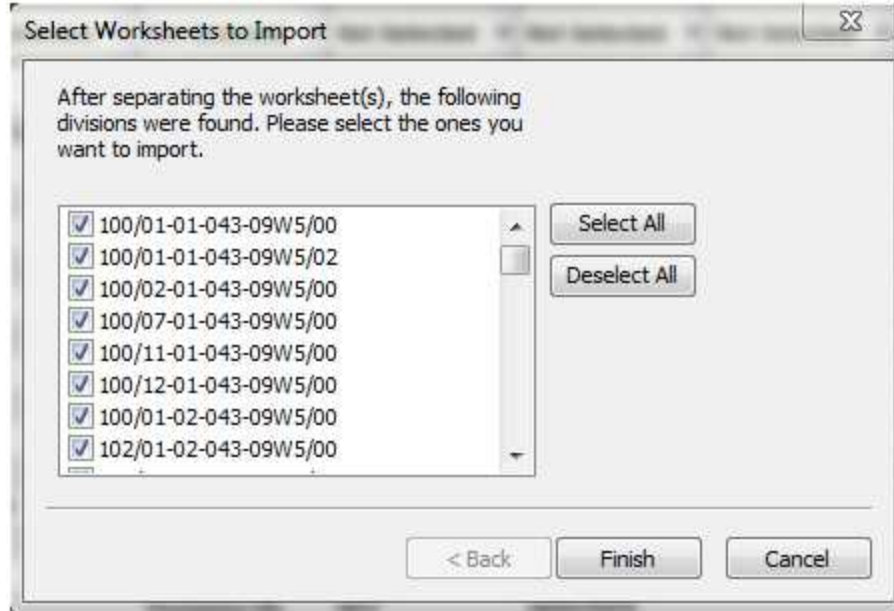 Select Worksheets to Import
After separating the worksheet(s), the following
divisions were found. Please select the ones you
want to import.
100/01-01-043-09W5/00
100/01-01-043-09W5/02
100/02-01-043-09W5/00
100/07-01-043-09W5/00
100/11-01-043-09W5/00
100/12-01-043-09W5/00
100/01-02-043-09W5/00
102/01-02-043-09W5/00
Select All
Deselect All
< Back
Finish
Cancel